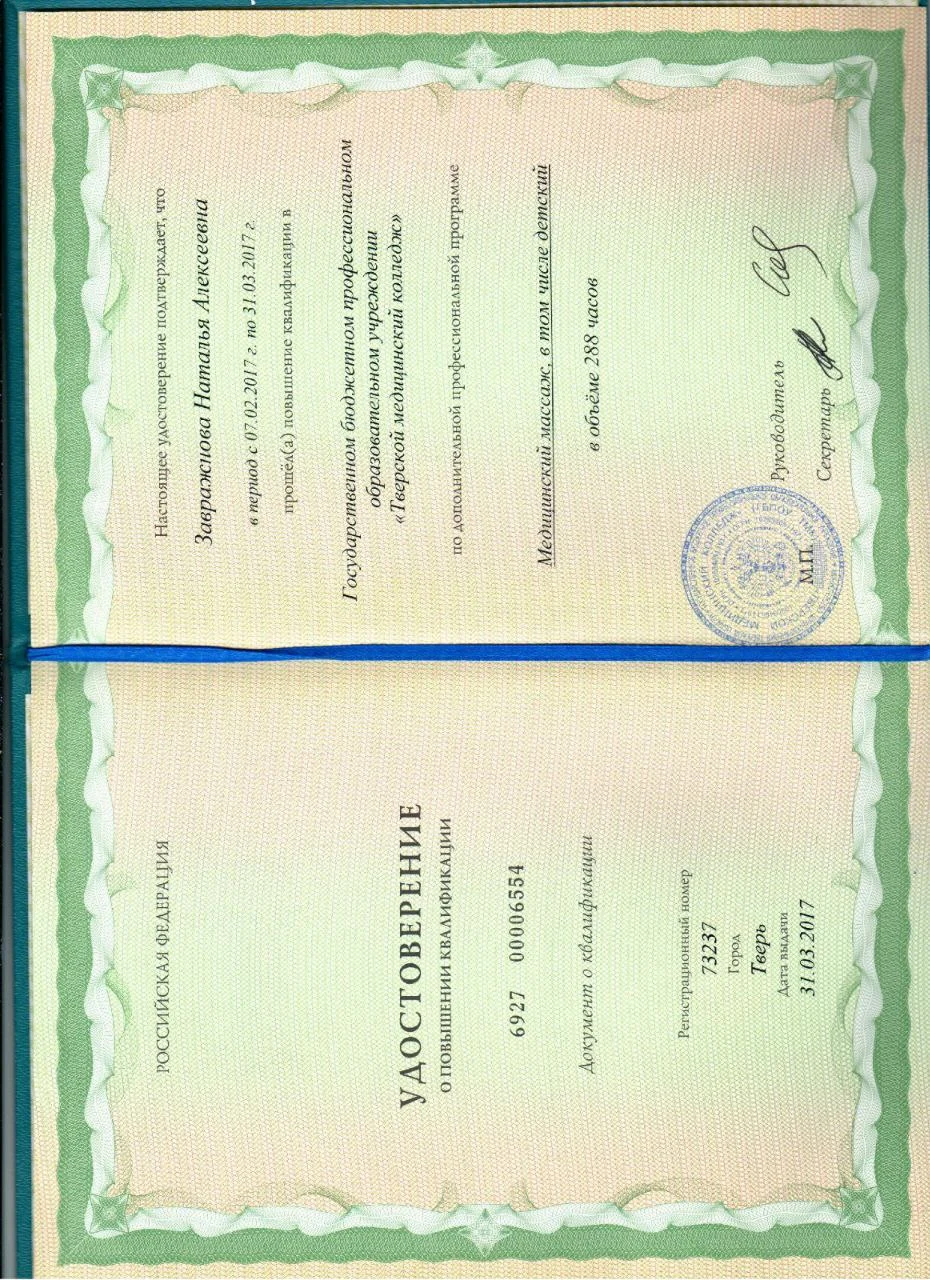 РОССИЙСКАЯ ФЕДЕРАЦИЯ
УДОСТОВЕРЕНИЕ
О ПОВЫШЕНИИ КВАЛИФИКАЦИИ
6927 00006554
Документ о квалификации
Регистрационный номер
73237
Город
Тверь
Дата выдачи
31.03.2017
Настоящее удостоверение подтверждает, что
Завражнова Наталья Алексеевна
в период с 07.02.2017 г. по 31.03.2017 г.
прошёл(а) повышение квалификации в
Государственном бюджетном профессиональном
образовательном учреждении
«Тверской медицинский колледж»
по дополнительной профессиональной программе
Медицинский массаж, в том числе детский
в объёме 288 часов
Руководитель
Секретарь
М.П.
ТВЕРСКОЙ МЕДИЦИНСКИЙ КОЛЛЕДЖ